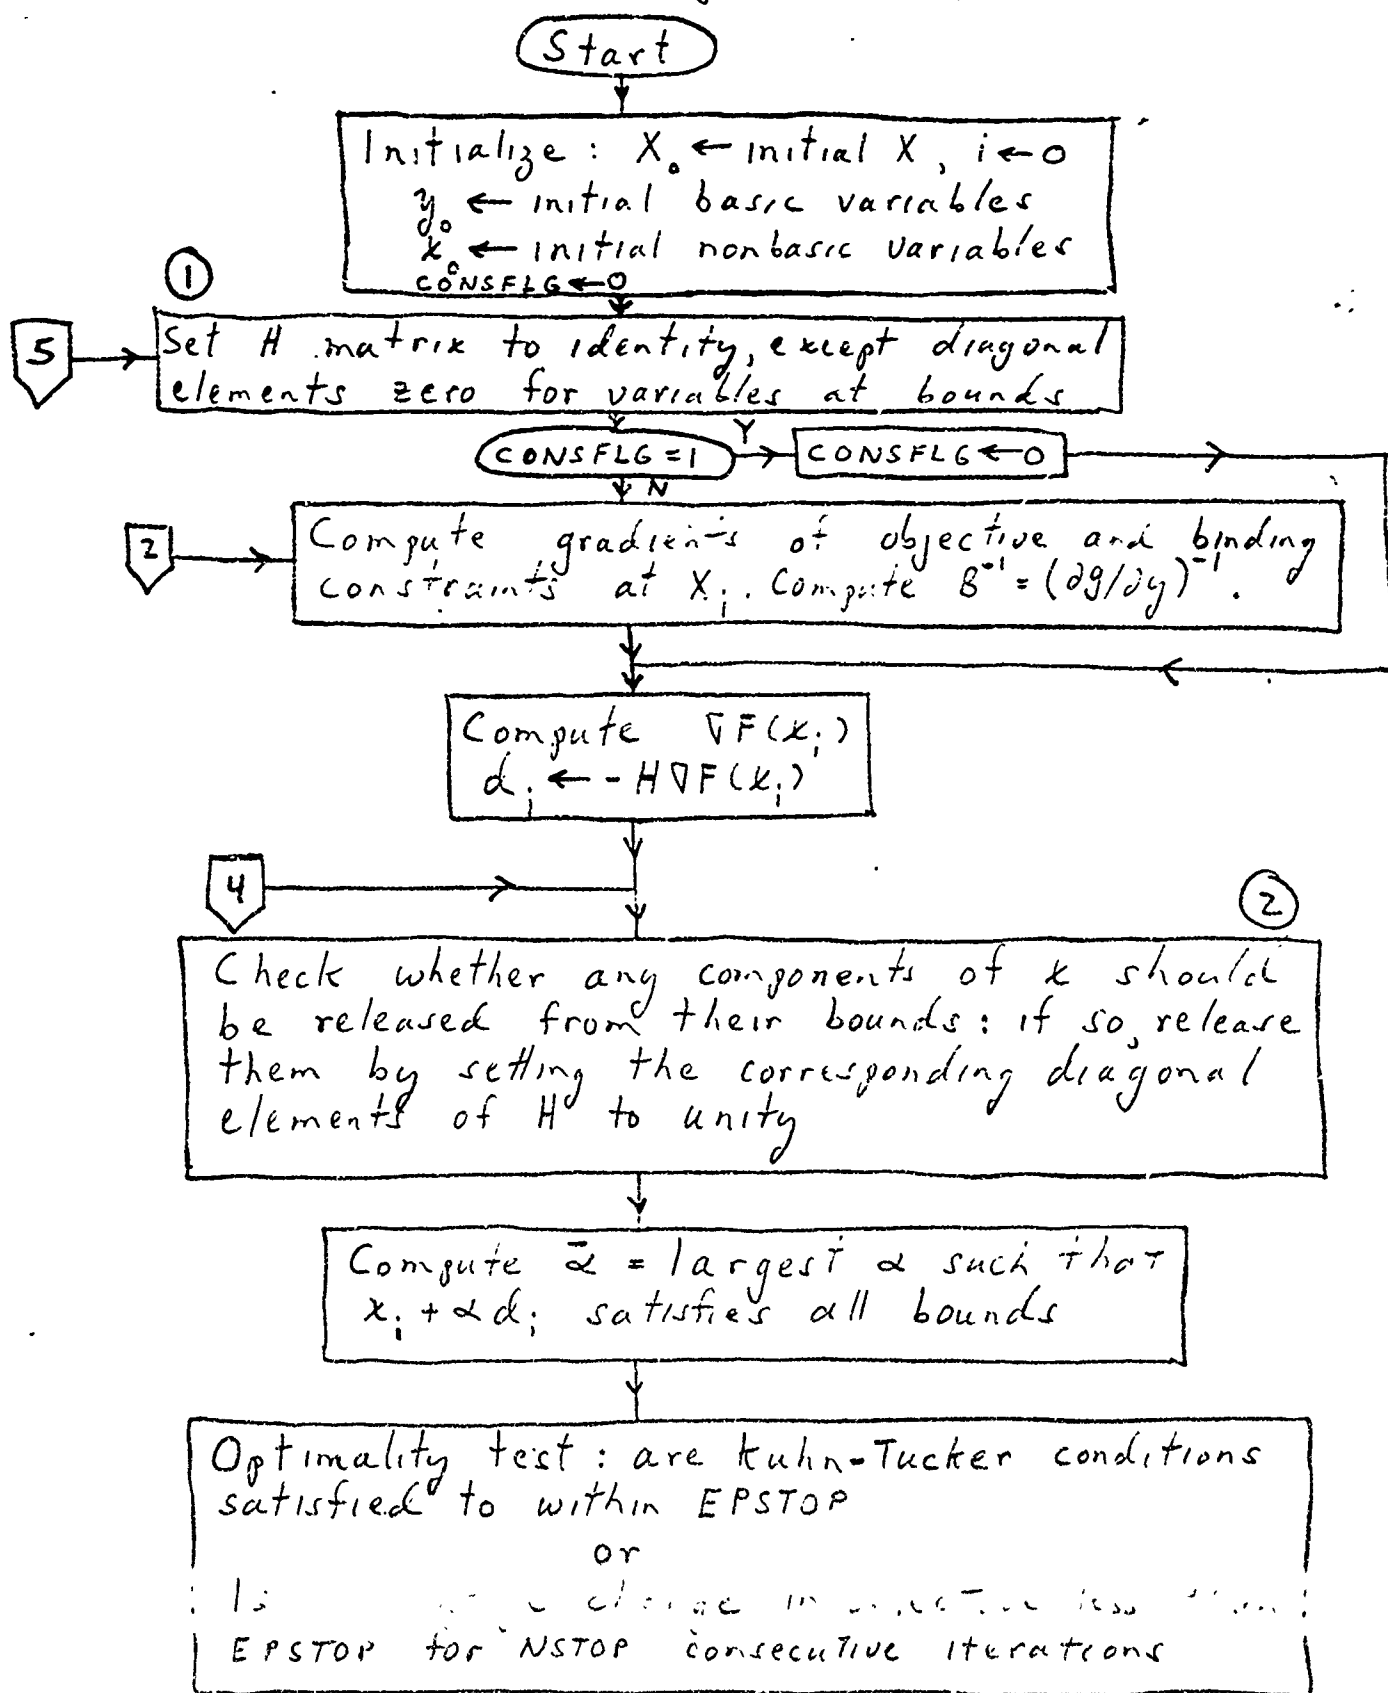 Start
Initialize : X₀ ← initial X, i ← 0
y₀ ← initial basic variables
x₀ ← initial nonbasic variables
CONSFLG ← 0
1
5
Set H matrix to identity, except diagonal
elements zero for variables at bounds
CONSFLG = 1
Y
CONSFLG ← 0
N
2
Compute gradients of objective and binding
constraints at Xᵢ. Compute B⁻¹ = (∂g/∂y)⁻¹.
Compute ∇F(xᵢ)
dᵢ ← -H∇F(xᵢ)
4
2
Check whether any components of x should
be released from their bounds: if so, release
them by setting the corresponding diagonal
elements of H to unity
Compute ᾱ = largest α such that
xᵢ + αdᵢ satisfies all bounds
Optimality test: are Kuhn-Tucker conditions
satisfied to within EPSTOP
or
Is change in less
EPSTOP for NSTOP consecutive iterations